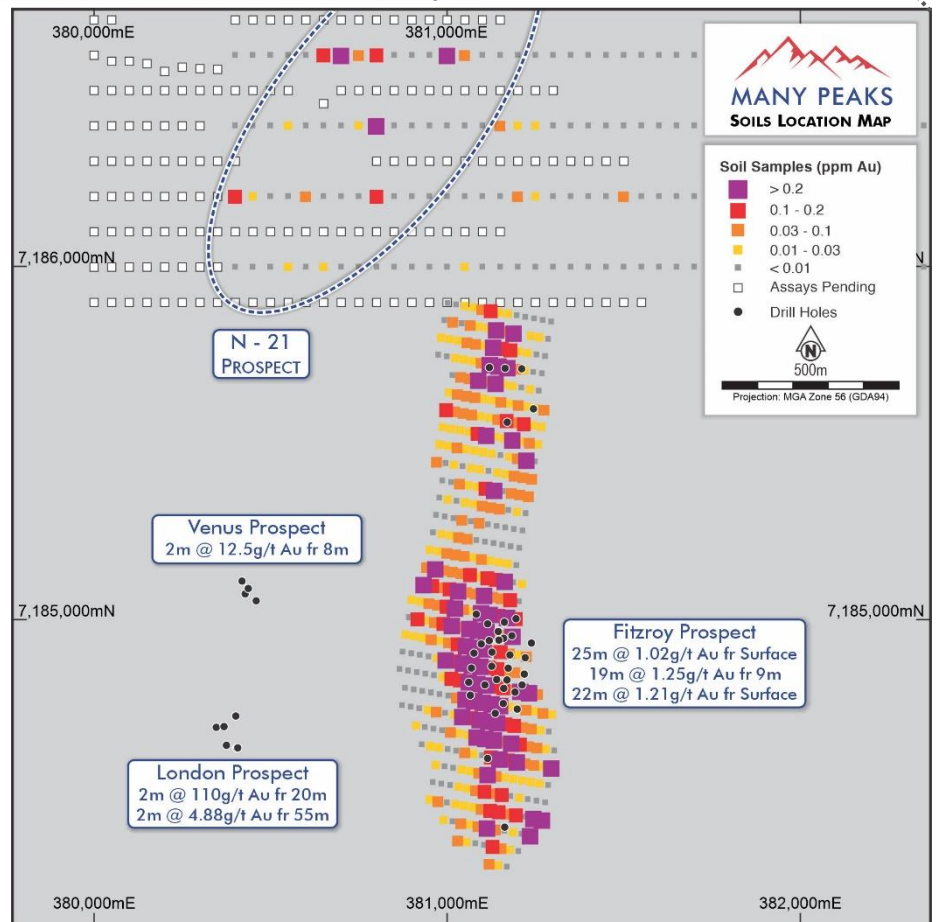 380,000mE
381,000mE
MANY PEAKS
SOILS LOCATION MAP
Soil Samples (ppm Au)
> 0.2
0.1 - 0.2
0.03 - 0.1
0.01 - 0.03
< 0.01
Assays Pending
Drill Holes
N
500m
Projection: MGA Zone 56 (GDA94)
7,186,000mN
N
N - 21
PROSPECT
Venus Prospect
2m @ 12.5g/t Au fr 8m
7,185,000mN
7,185,000mN
Fitzroy Prospect
25m @ 1.02g/t Au fr Surface
19m @ 1.25g/t Au fr 9m
22m @ 1.21g/t Au fr Surface
London Prospect
2m @ 110g/t Au fr 20m
2m @ 4.88g/t Au fr 55m
380,000mE
381,000mE
382,000mE